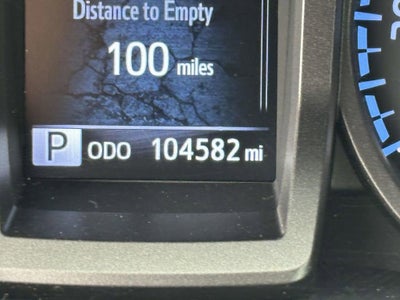 Distance to Empty
100 miles
P ODO 104582 mi